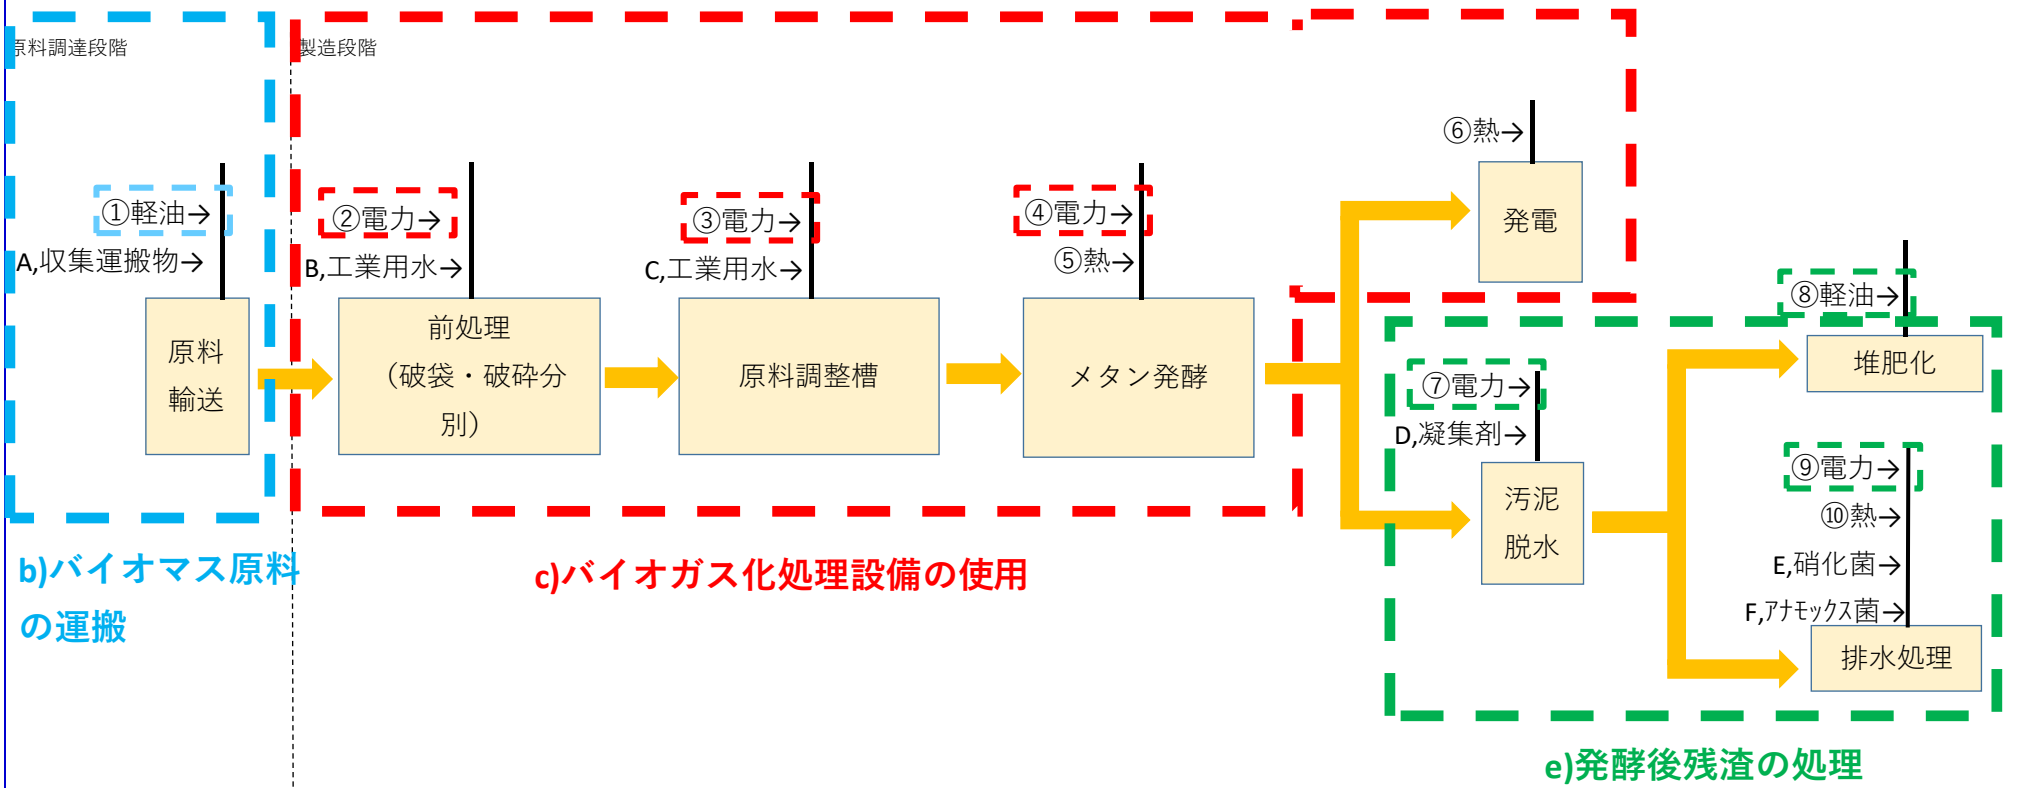 原料調達段階
製造段階
①軽油→
A,収集運搬物→
原料
輸送
②電力→
B,工業用水→
前処理
（破袋・破砕分
別）
③電力→
C,工業用水→
原料調整槽
④電力→
⑤熱→
メタン発酵
⑥熱→
発電
⑦電力→
D,凝集剤→
汚泥
脱水
⑧軽油→
堆肥化
⑨電力→
⑩熱→
E,硝化菌→
F,ｱﾅﾓｯｸｽ菌→
排水処理
b)バイオマス原料
の運搬
c)バイオガス化処理設備の使用
e)発酵後残渣の処理